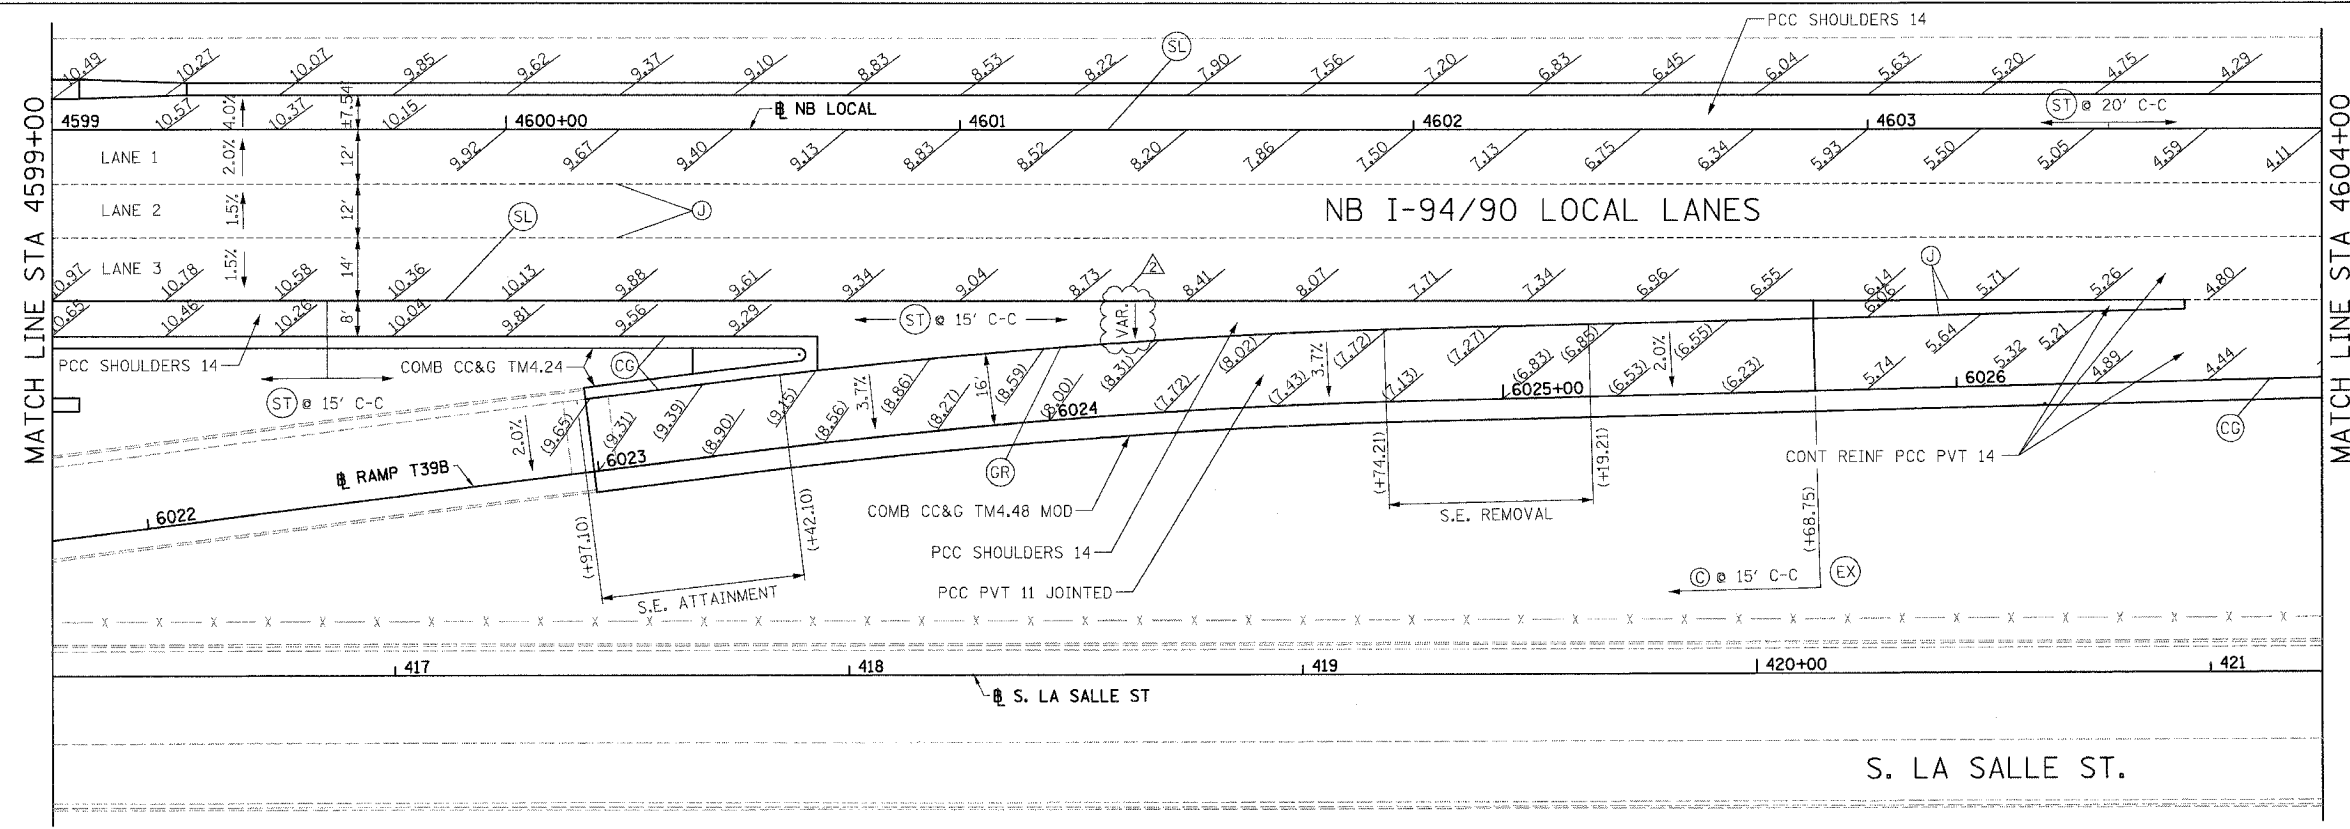 PCC SHOULDERS 14
10.49 10.27 10.07 9.85 9.62 9.37 9.10 8.83 8.53 8.22 7.90 7.56 7.20 6.83 6.45 6.04 5.63 5.20 4.75 4.29
SL
10.57 10.37 10.15
4.0% ±7.54'
℄ NB LOCAL
ST @ 20' C-C
4599 4600+00 4601 4602 4603
9.92 9.67 9.40 9.13 8.83 8.52 8.20 7.86 7.50 7.13 6.75 6.34 5.93 5.50 5.05 4.59 4.11
LANE 1 2.0% 12'
LANE 2 1.5% 12'
SL J
NB I-94/90 LOCAL LANES
LANE 3 1.5% 14'
10.97 10.78 10.58 10.36 10.13 9.88 9.61 9.34 9.04 8.73 8.41 8.07 7.71 7.34 6.96 6.55 6.14 5.71 5.26 4.80
2
J
6.06
10.65 10.46 10.26 10.04 9.81 9.56 9.29
8'
ST @ 15' C-C
VAR.
PCC SHOULDERS 14
COMB CC&G TM4.24
CG
ST @ 15' C-C
(9.65) (9.31) (9.39) (8.90) (9.15) (8.56) (8.86) (8.27) (8.59) (8.00) (8.31) (7.72) (8.02) (7.43) (7.72) (7.13) (7.27) (6.83) (6.85) (6.53) (6.55) (6.23) 5.74 5.64 5.32 5.21 4.89 4.44
2.0% 3.7% 16' 3.7% 2.0%
6022 6023 6024 6025+00 6026
℄ RAMP T39B
GR
CG
CONT REINF PCC PVT 14
COMB CC&G TM4.48 MOD
PCC SHOULDERS 14
PCC PVT 11 JOINTED
(+97.10) (+42.10)
S.E. ATTAINMENT
(+74.21) (+19.21)
S.E. REMOVAL
(+68.75)
C @ 15' C-C EX
X X X X X X X X X X X X X X X X X X X X X X X X X X X X X X X X X X X X X X X X X
417 418 419 420+00 421
℄ S. LA SALLE ST
S. LA SALLE ST.
MATCH LINE STA 4599+00
MATCH LINE STA 4604+00